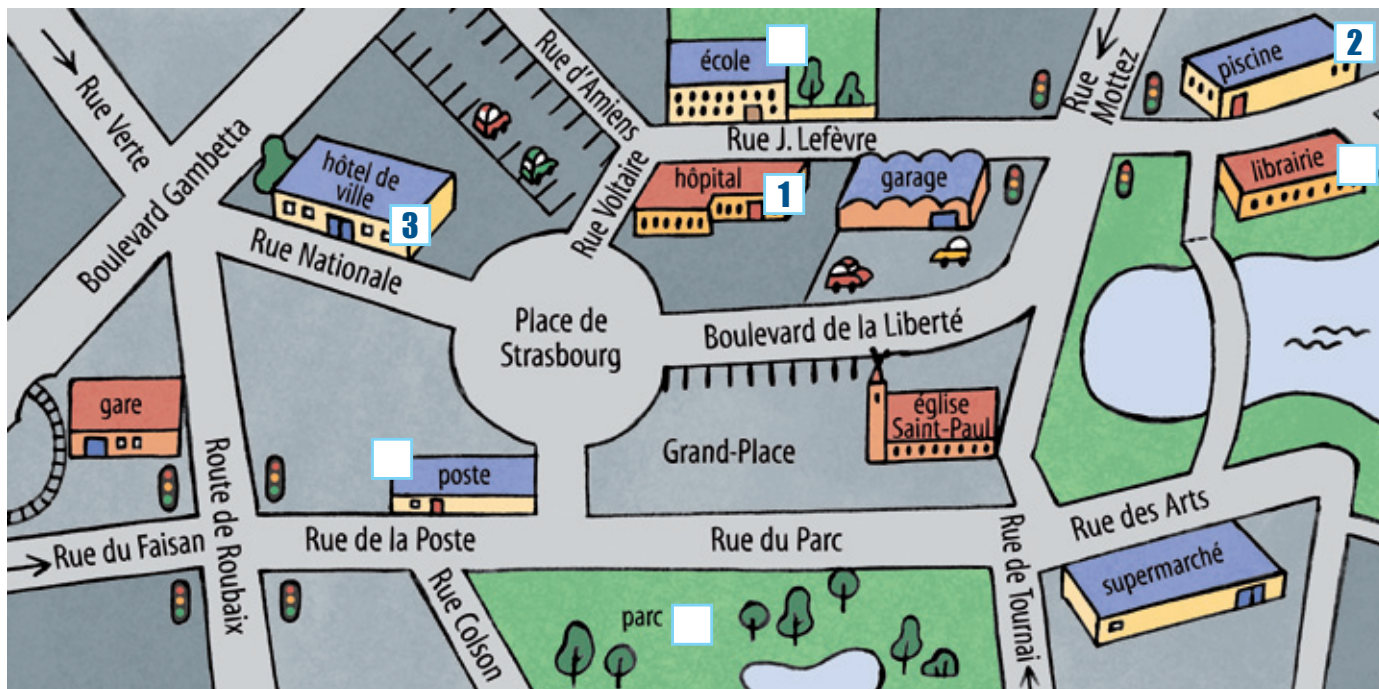 Rue Verte
Boulevard Gambetta
Rue d'Amiens
école
Rue J. Lefèvre
Rue
Mottez
piscine
2
librairie
hôtel de
ville
3
Rue Nationale
Rue Voltaire
hôpital
1
garage
Place de
Strasbourg
Boulevard de la Liberté
gare
Route de Roubaix
poste
Grand-Place
église
Saint-Paul
Rue du Faisan
Rue de la Poste
Rue du Parc
Rue des Arts
Rue Colson
parc
Rue de Tournai
supermarché